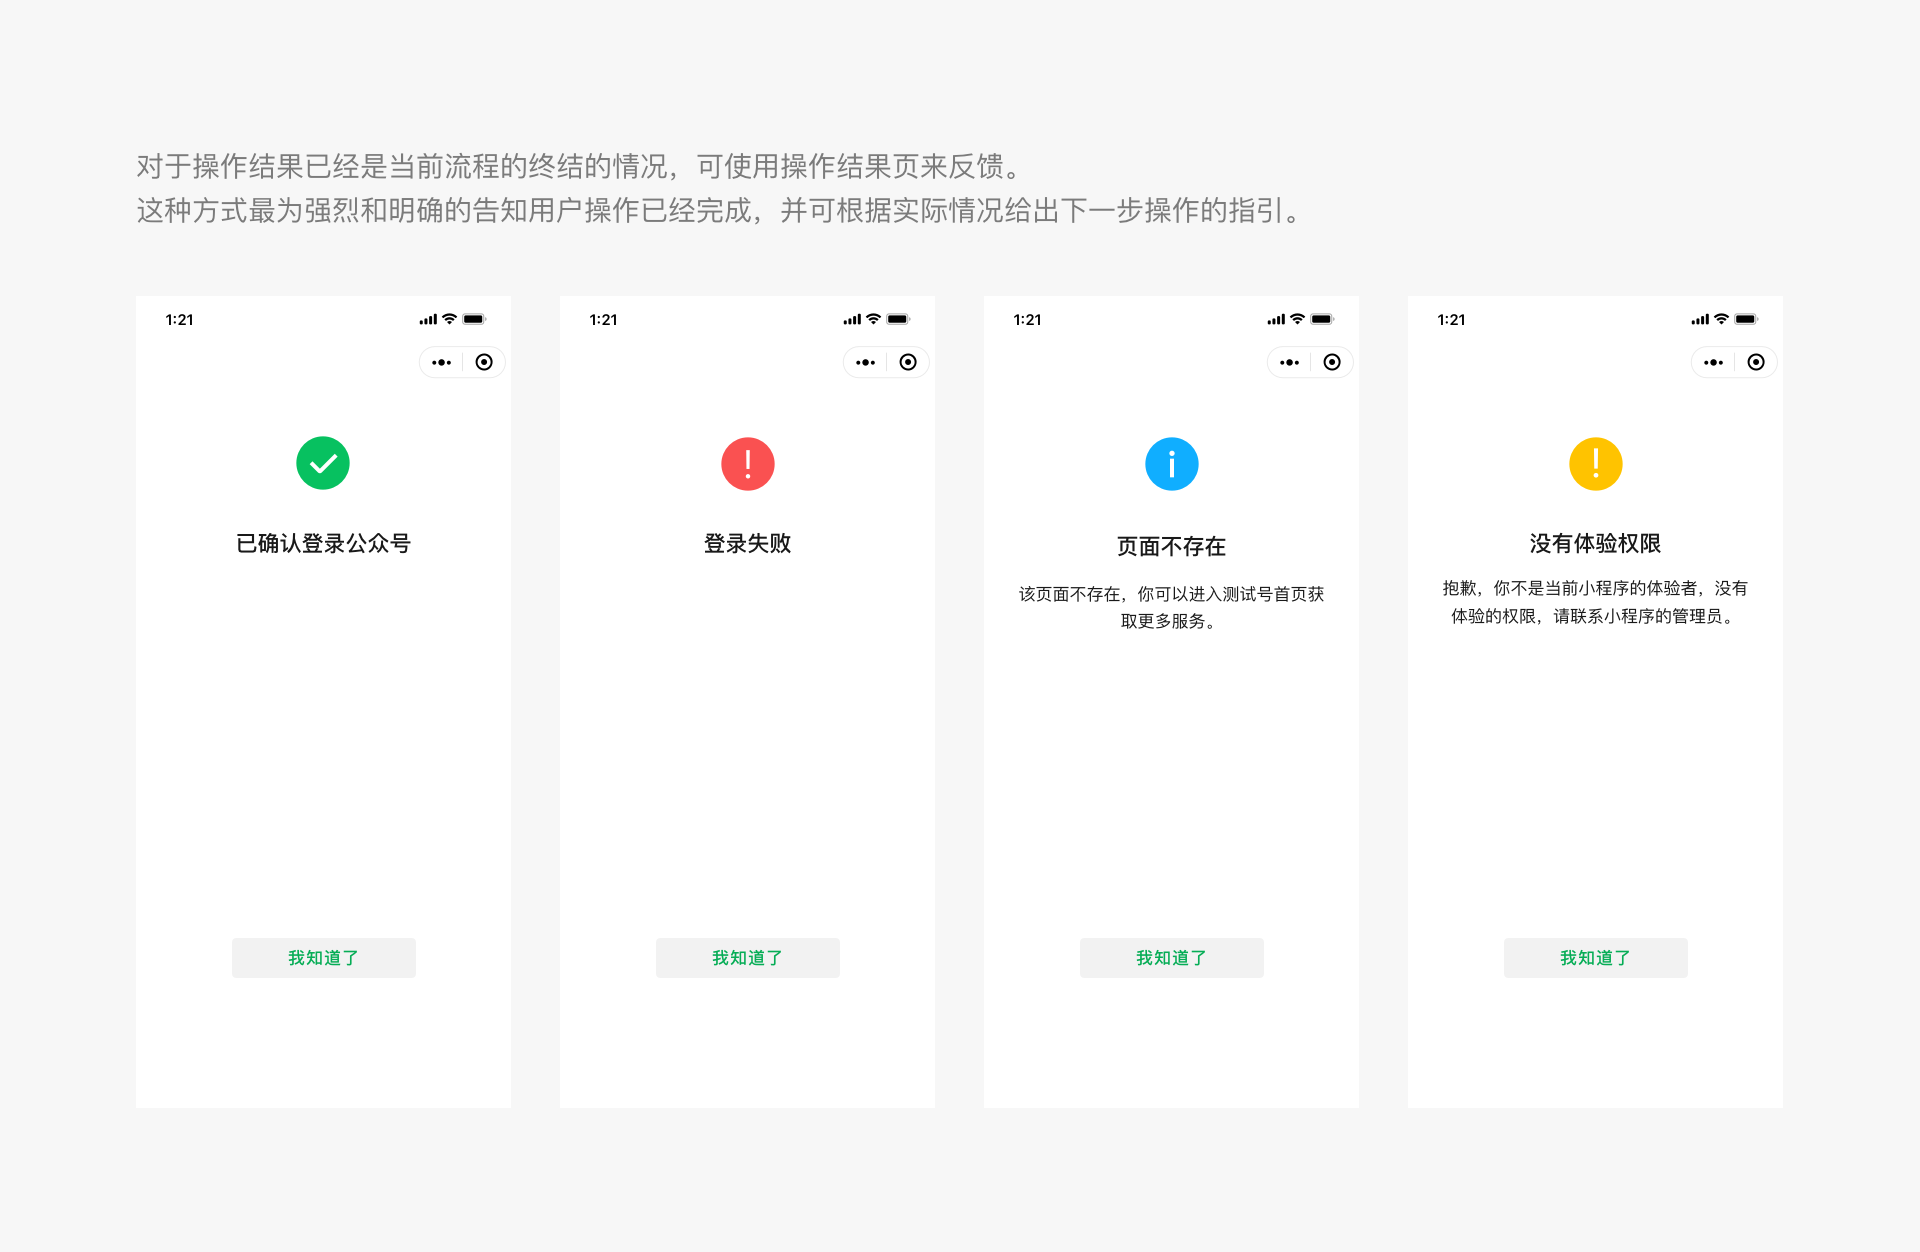 对于操作结果已经是当前流程的终结的情况，可使用操作结果页来反馈。
这种方式最为强烈和明确的告知用户操作已经完成，并可根据实际情况给出下一步操作的指引。
1:21
已确认登录公众号
我知道了
1:21
登录失败
我知道了
1:21
页面不存在
该页面不存在，你可以进入测试号首页获
取更多服务。
我知道了
1:21
没有体验权限
抱歉，你不是当前小程序的体验者，没有
体验的权限，请联系小程序的管理员。
我知道了